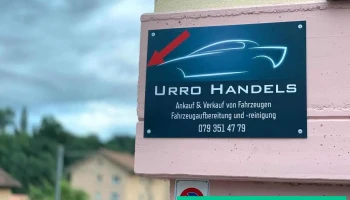 URRO HANDELS
Ankauf & Verkauf von Fahrzeugen
Fahrzeugaufbereitung und -reinigung
079 351 47 79